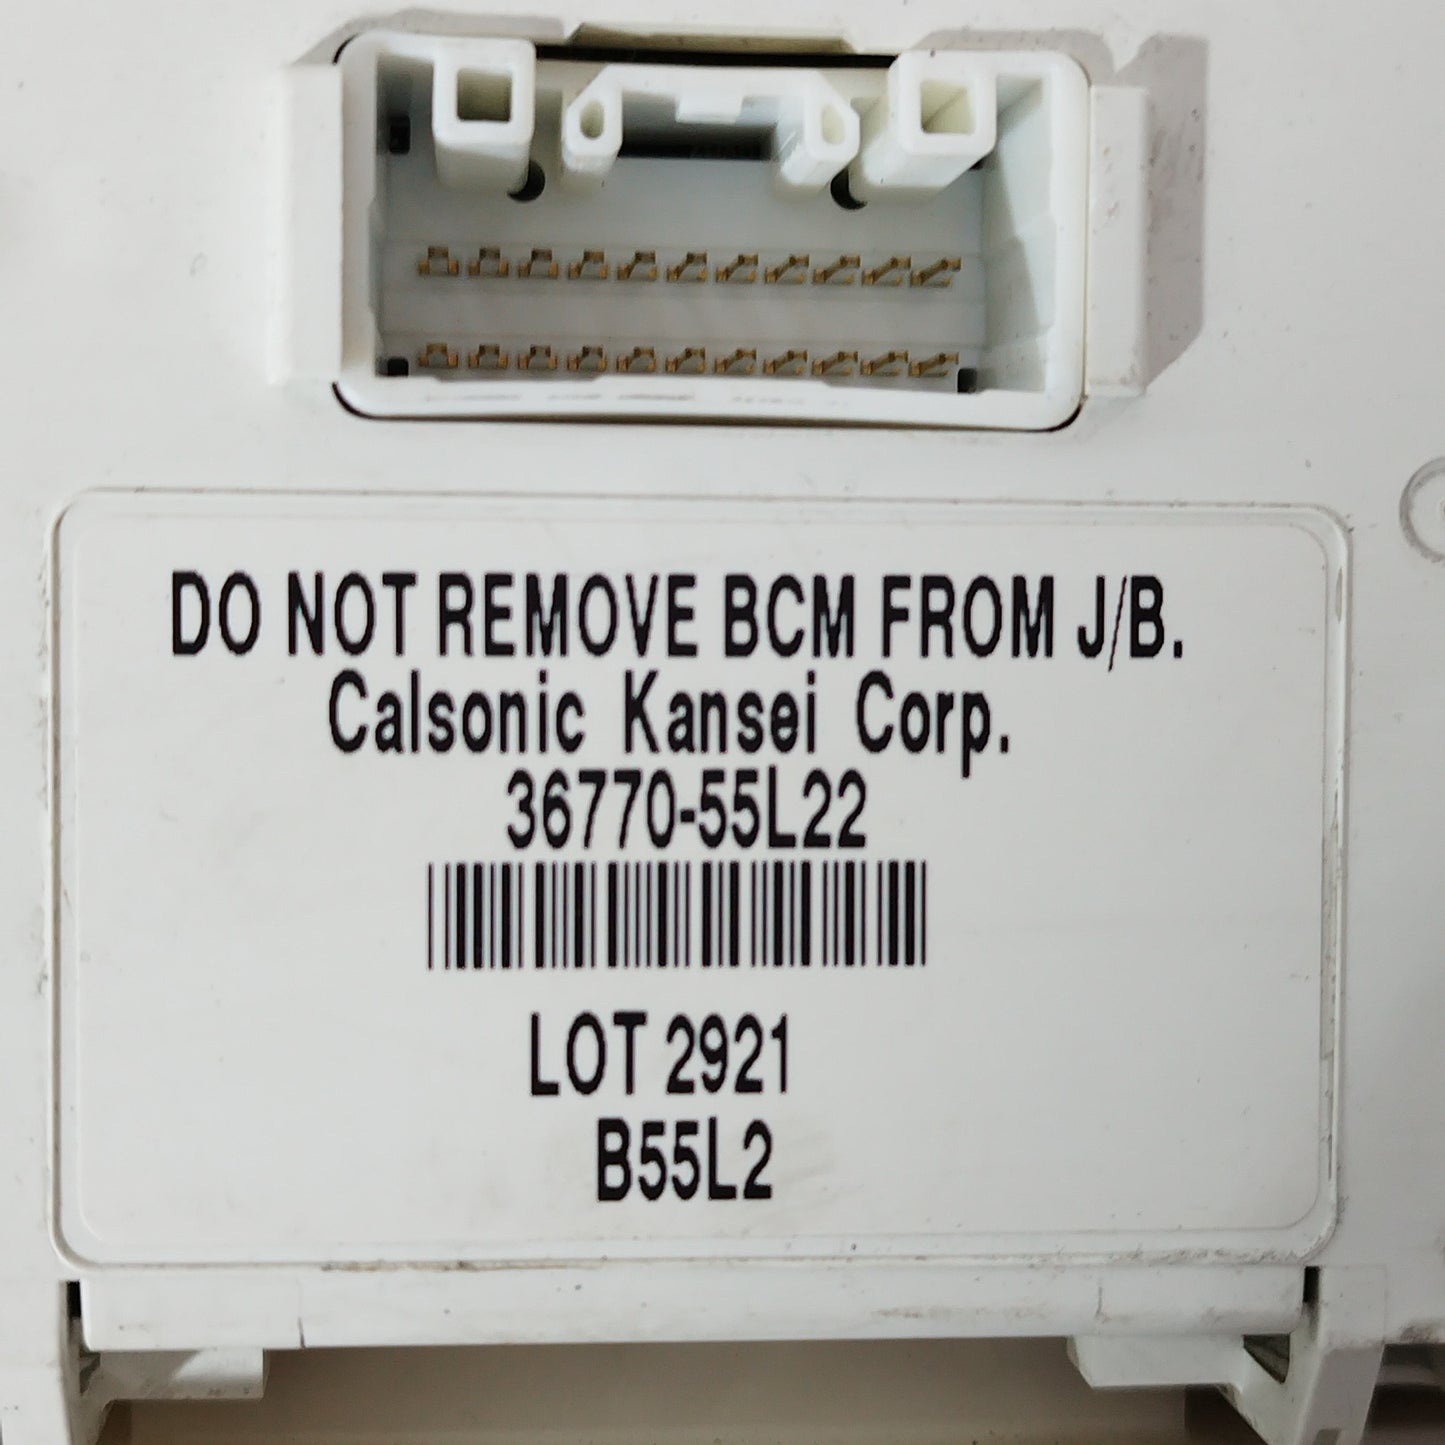 DO NOT REMOVE BCM FROM J/B.
Calsonic Kansei Corp.
36770-55L22
LOT 2921
B55L2